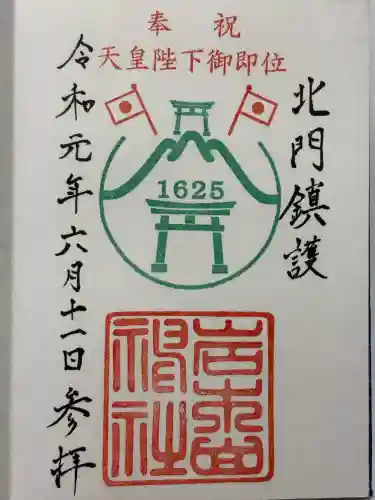 奉祝
天皇陛下御即位
北門鎮護
1625
岩木山神社
令和元年六月十一日参拝